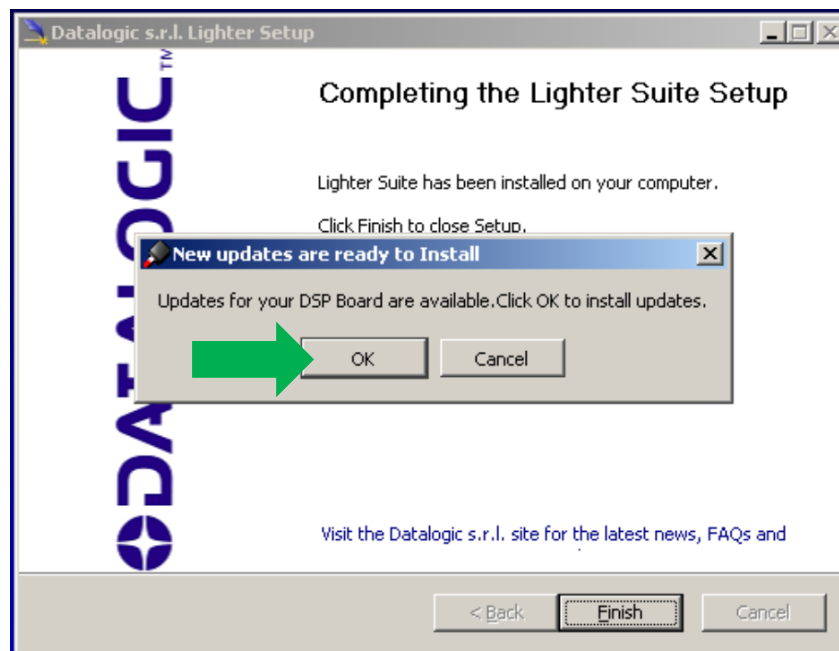 Datalogic s.r.l. Lighter Setup
DATALOGIC™
Completing the Lighter Suite Setup
Lighter Suite has been installed on your computer.
Click Finish to close Setup.
New updates are ready to Install
Updates for your DSP Board are available.Click OK to install updates.
OK
Cancel
Visit the Datalogic s.r.l. site for the latest news, FAQs and
< Back
Finish
Cancel